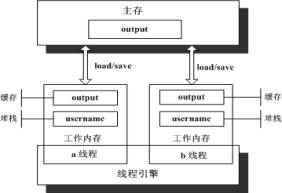 主存
output
load/save
load/save
缓存
output
output
缓存
堆栈
username
username
堆栈
工作内存
工作内存
a 线程
b 线程
线程引擎